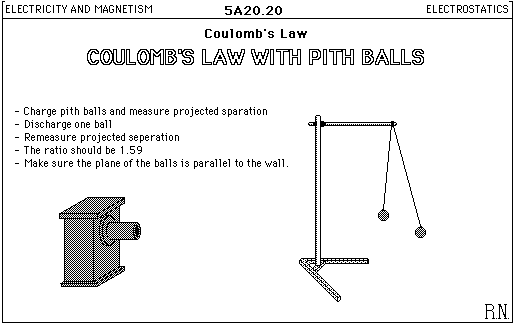 ELECTRICITY AND MAGNETISM 5A20.20 ELECTROSTATICS
Coulomb's Law
COULOMB'S LAW WITH PITH BALLS
- Charge pith balls and measure projected sparation
- Discharge one ball
- Remeasure projected seperation
- The ratio should be 1.59
- Make sure the plane of the balls is parallel to the wall.
R.N.